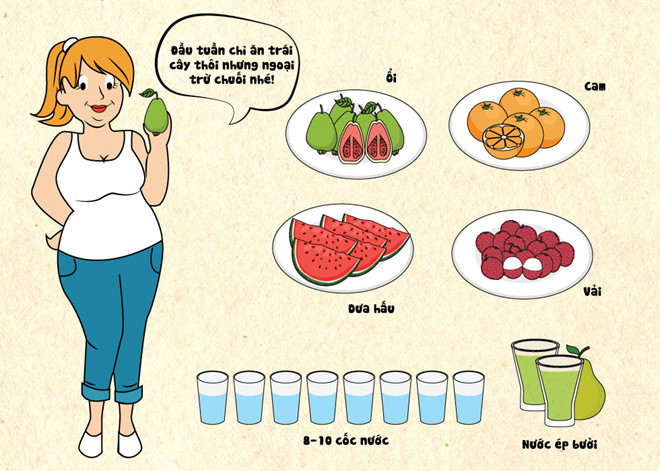 Đầu tuần chỉ ăn trái
cây thôi nhưng ngoại
trừ chuối nhé!
Ổi
Cam
Dưa hấu
Vải
8-10 cốc nước
Nước ép bưởi